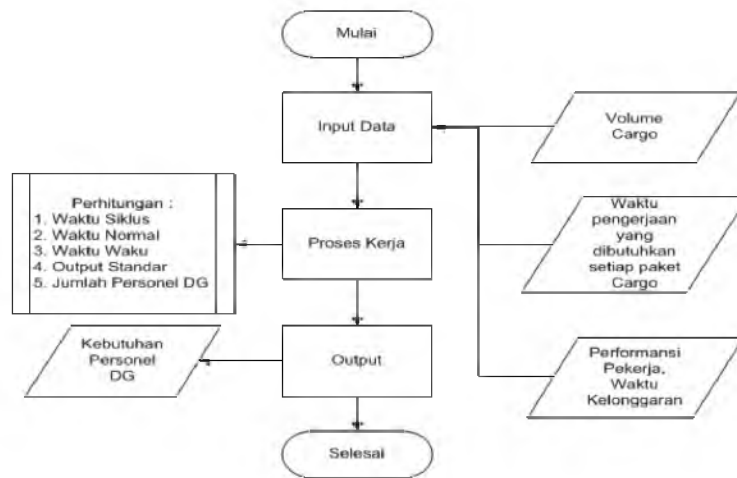 Mulai
Input Data
Volume
Cargo
Perhitungan :
1. Waktu Siklus
2. Waktu Normal
3. Waktu Waku
4. Output Standar
5. Jumlah Personel DG
Proses Kerja
Waktu
pengerjaan
yang
dibutuhkan
setiap paket
Cargo
Kebutuhan
Personel
DG
Output
Performansi
Pekerja,
Waktu
Kelonggaran
Selesai